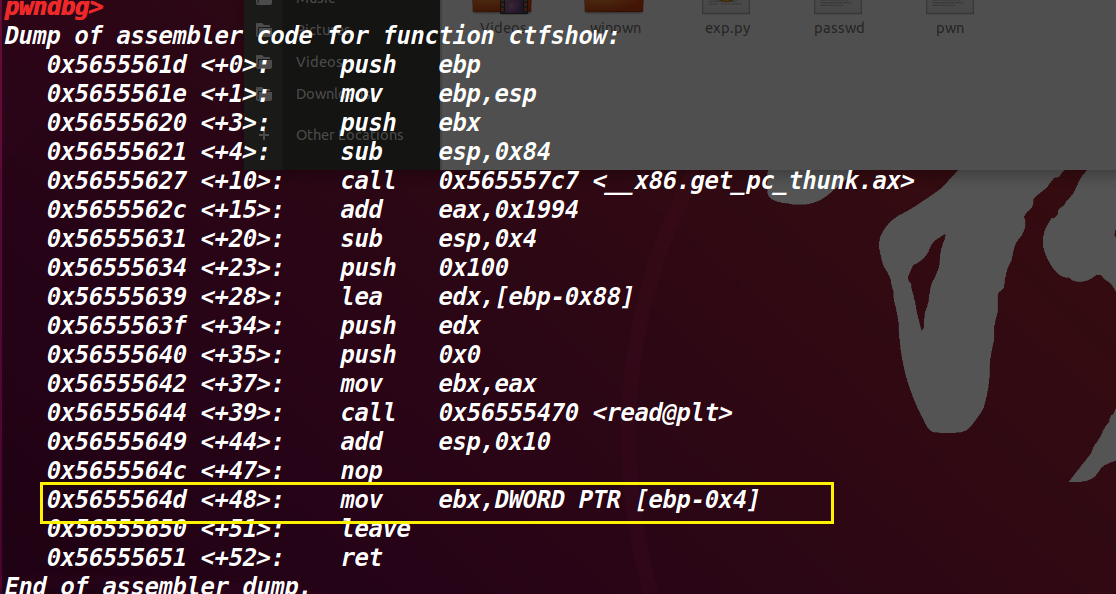 Music
pwndbg>
Videos winpwn exp.py passwd pwn
Pictures
Dump of assembler code for function ctfshow:
0x5655561d <+0>: push ebp
Videos
0x5655561e <+1>: mov ebp,esp
Downloads
0x56555620 <+3>: push ebx
+ Other Locations
0x56555621 <+4>: sub esp,0x84
0x56555627 <+10>: call 0x565557c7 <__x86.get_pc_thunk.ax>
0x5655562c <+15>: add eax,0x1994
0x56555631 <+20>: sub esp,0x4
0x56555634 <+23>: push 0x100
0x56555639 <+28>: lea edx,[ebp-0x88]
0x5655563f <+34>: push edx
0x56555640 <+35>: push 0x0
0x56555642 <+37>: mov ebx,eax
0x56555644 <+39>: call 0x56555470 <read@plt>
0x56555649 <+44>: add esp,0x10
0x5655564c <+47>: nop
0x5655564d <+48>: mov ebx,DWORD PTR [ebp-0x4]
0x56555650 <+51>: leave
0x56555651 <+52>: ret
End of assembler dump.